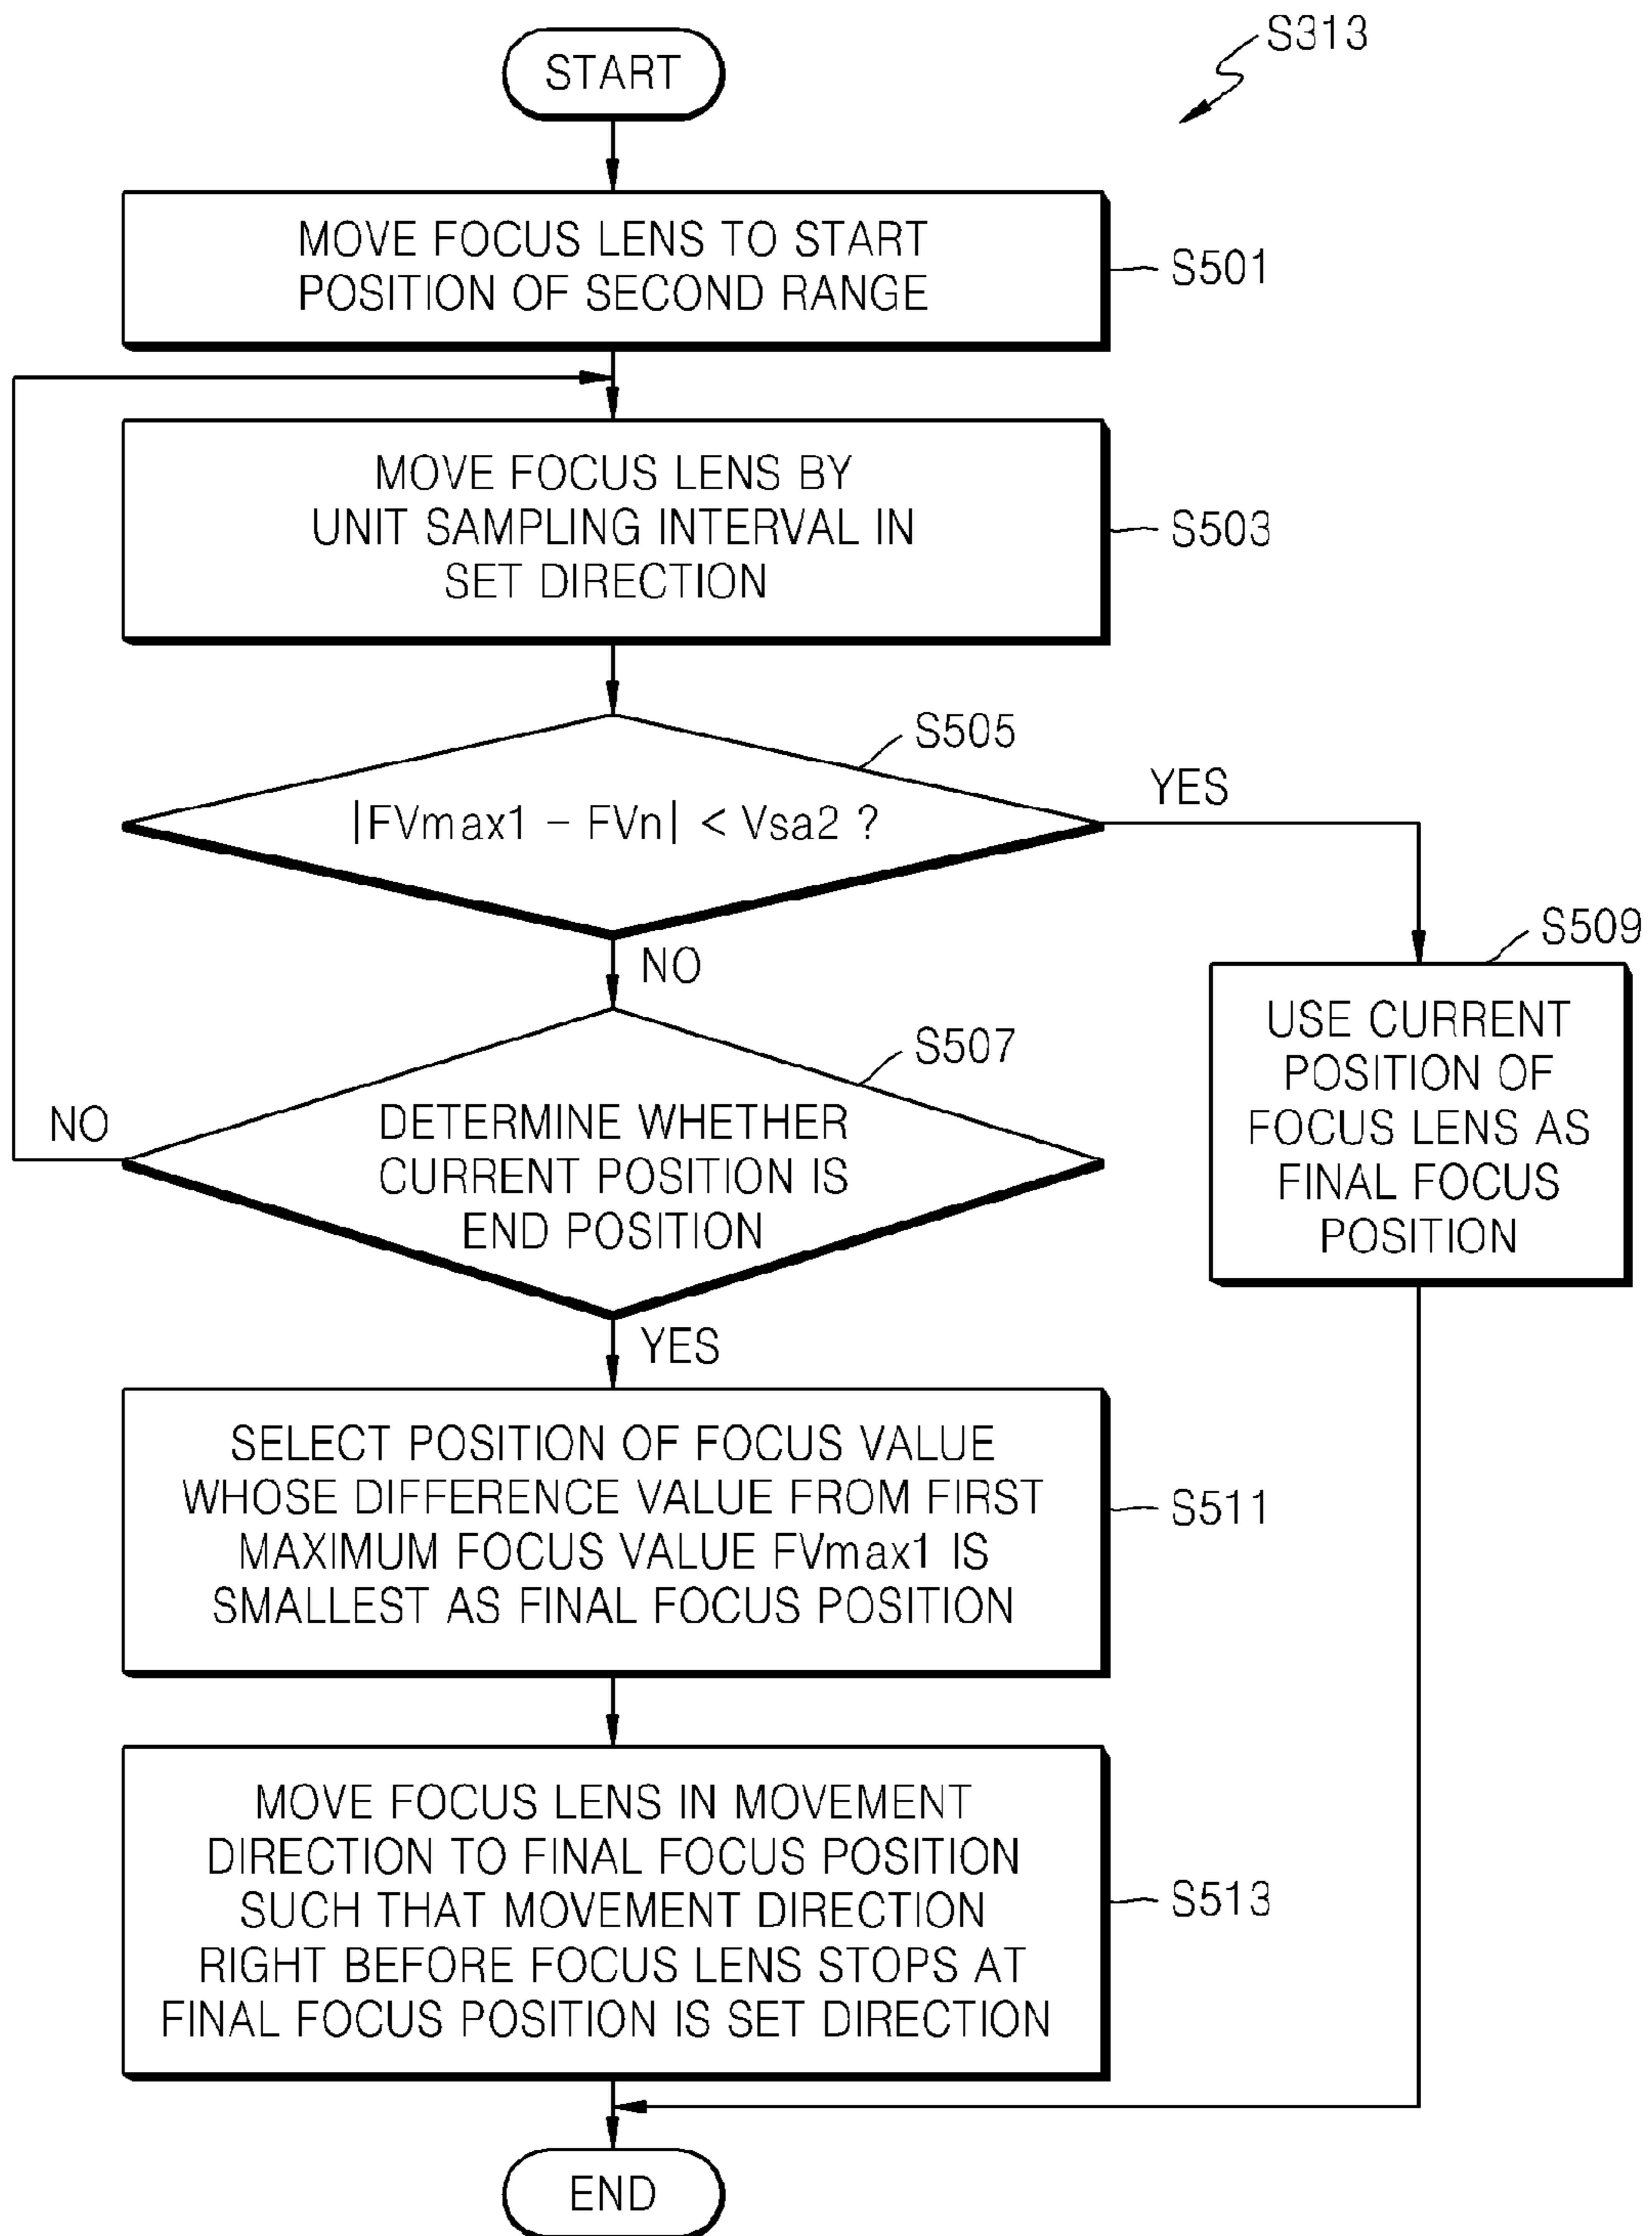 S313
START
MOVE FOCUS LENS TO START
POSITION OF SECOND RANGE
S501
MOVE FOCUS LENS BY
UNIT SAMPLING INTERVAL IN
SET DIRECTION
S503
S505
|FVmax1 – FVn| < Vsa2 ?
YES
NO
S509
USE CURRENT
POSITION OF
FOCUS LENS AS
FINAL FOCUS
POSITION
S507
DETERMINE WHETHER
CURRENT POSITION IS
END POSITION
NO
YES
SELECT POSITION OF FOCUS VALUE
WHOSE DIFFERENCE VALUE FROM FIRST
MAXIMUM FOCUS VALUE FVmax1 IS
SMALLEST AS FINAL FOCUS POSITION
S511
MOVE FOCUS LENS IN MOVEMENT
DIRECTION TO FINAL FOCUS POSITION
SUCH THAT MOVEMENT DIRECTION
RIGHT BEFORE FOCUS LENS STOPS AT
FINAL FOCUS POSITION IS SET DIRECTION
S513
END